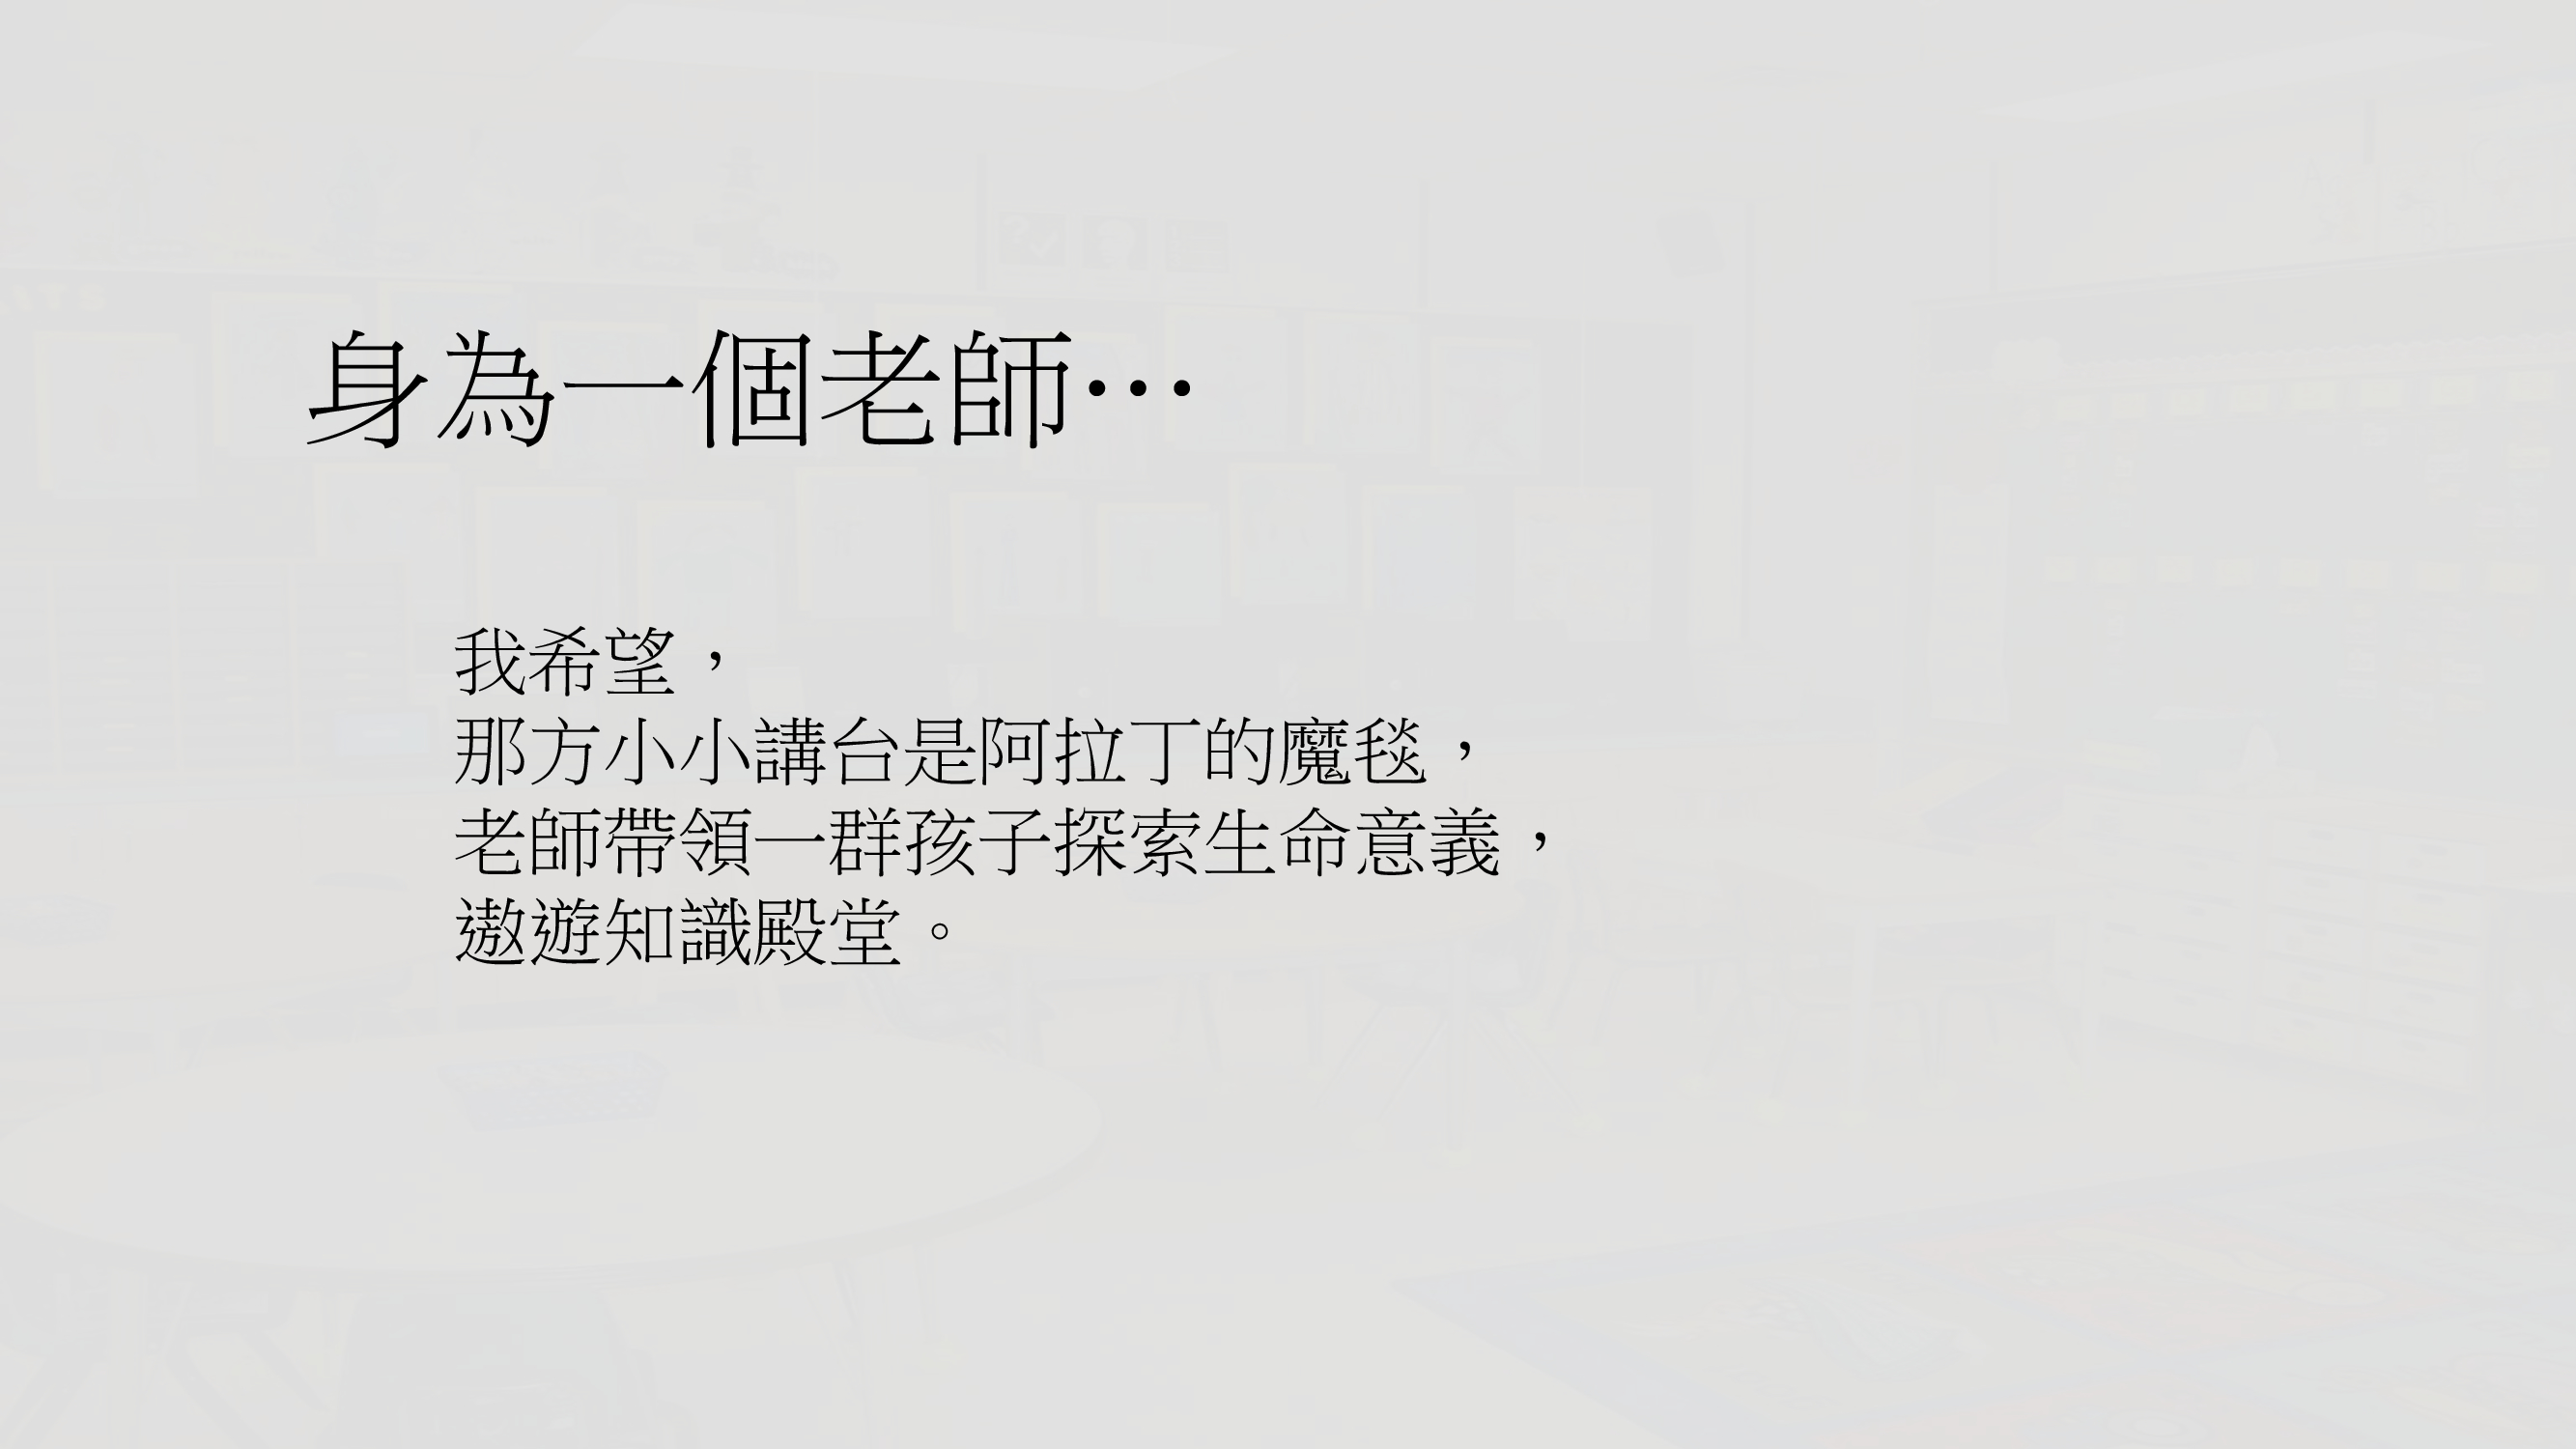 身為一個老師…
我希望，
那方小小講台是阿拉丁的魔毯，
老師帶領一群孩子探索生命意義，
遨遊知識殿堂。